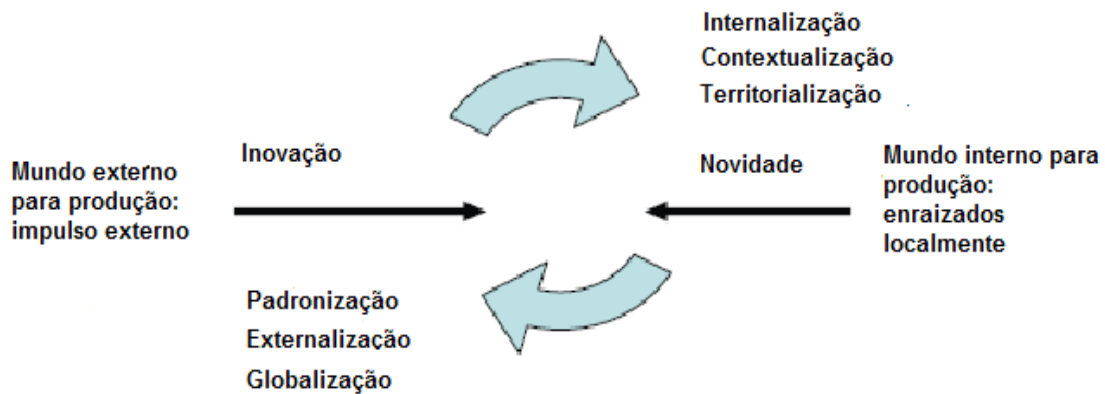 Internalização
Contextualização
Territorialização
Inovação
Mundo externo
para produção:
impulso externo
Novidade
Mundo interno para
produção:
enraizados
localmente
Padronização
Externalização
Globalização